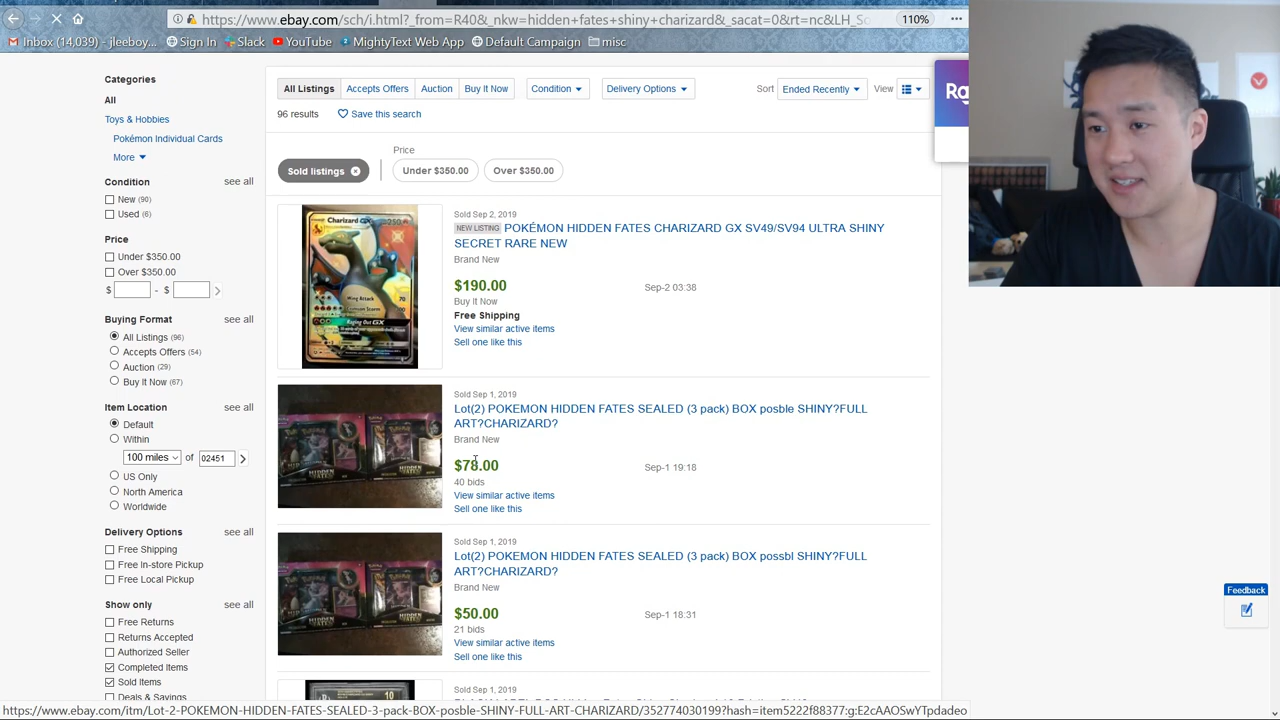 https://www.ebay.com/sch/i.html?_from=R40&_nkw=hidden+fates+shiny+charizard&_sacat=0&rt=nc&LH_So
110%
Inbox (14,039) - jleeboy...
Sign In
Slack
YouTube
MightyText Web App
Default Campaign
misc
Categories
All
Toys & Hobbies
Pokémon Individual Cards
More
Condition
see all
New (90)
Used (6)
Price
Under $350.00
Over $350.00
$ - $
Buying Format
see all
All Listings (96)
Accepts Offers (54)
Auction (29)
Buy It Now (67)
Item Location
see all
Default
Within
100 miles of 02451
US Only
North America
Worldwide
Delivery Options
see all
Free Shipping
Free In-store Pickup
Free Local Pickup
Show only
see all
Free Returns
Returns Accepted
Authorized Seller
Completed Items
Sold Items
Deals & Savings
All Listings
Accepts Offers
Auction
Buy It Now
Condition
Delivery Options
Sort
Ended Recently
View
96 results
Save this search
Price
Sold listings
Under $350.00
Over $350.00
Sold Sep 2, 2019
NEW LISTING POKÉMON HIDDEN FATES CHARIZARD GX SV49/SV94 ULTRA SHINY
SECRET RARE NEW
Brand New
$190.00
Sep-2 03:38
Buy It Now
Free Shipping
View similar active items
Sell one like this
Charizard GX
250
Wing Attack
70
Raging Out GX
Sold Sep 1, 2019
Lot(2) POKEMON HIDDEN FATES SEALED (3 pack) BOX posble SHINY?FULL
ART?CHARIZARD?
Brand New
$78.00
Sep-1 19:18
40 bids
View similar active items
Sell one like this
Sold Sep 1, 2019
Lot(2) POKEMON HIDDEN FATES SEALED (3 pack) BOX possbl SHINY?FULL
ART?CHARIZARD?
Brand New
$50.00
Sep-1 18:31
21 bids
View similar active items
Sell one like this
10
Feedback
https://www.ebay.com/itm/Lot-2-POKEMON-HIDDEN-FATES-SEALED-3-pack-BOX-posble-SHINY-FULL-ART-CHARIZARD/352774030199?hash=item5222f88377:g:E2cAAOSwYTpdadeo